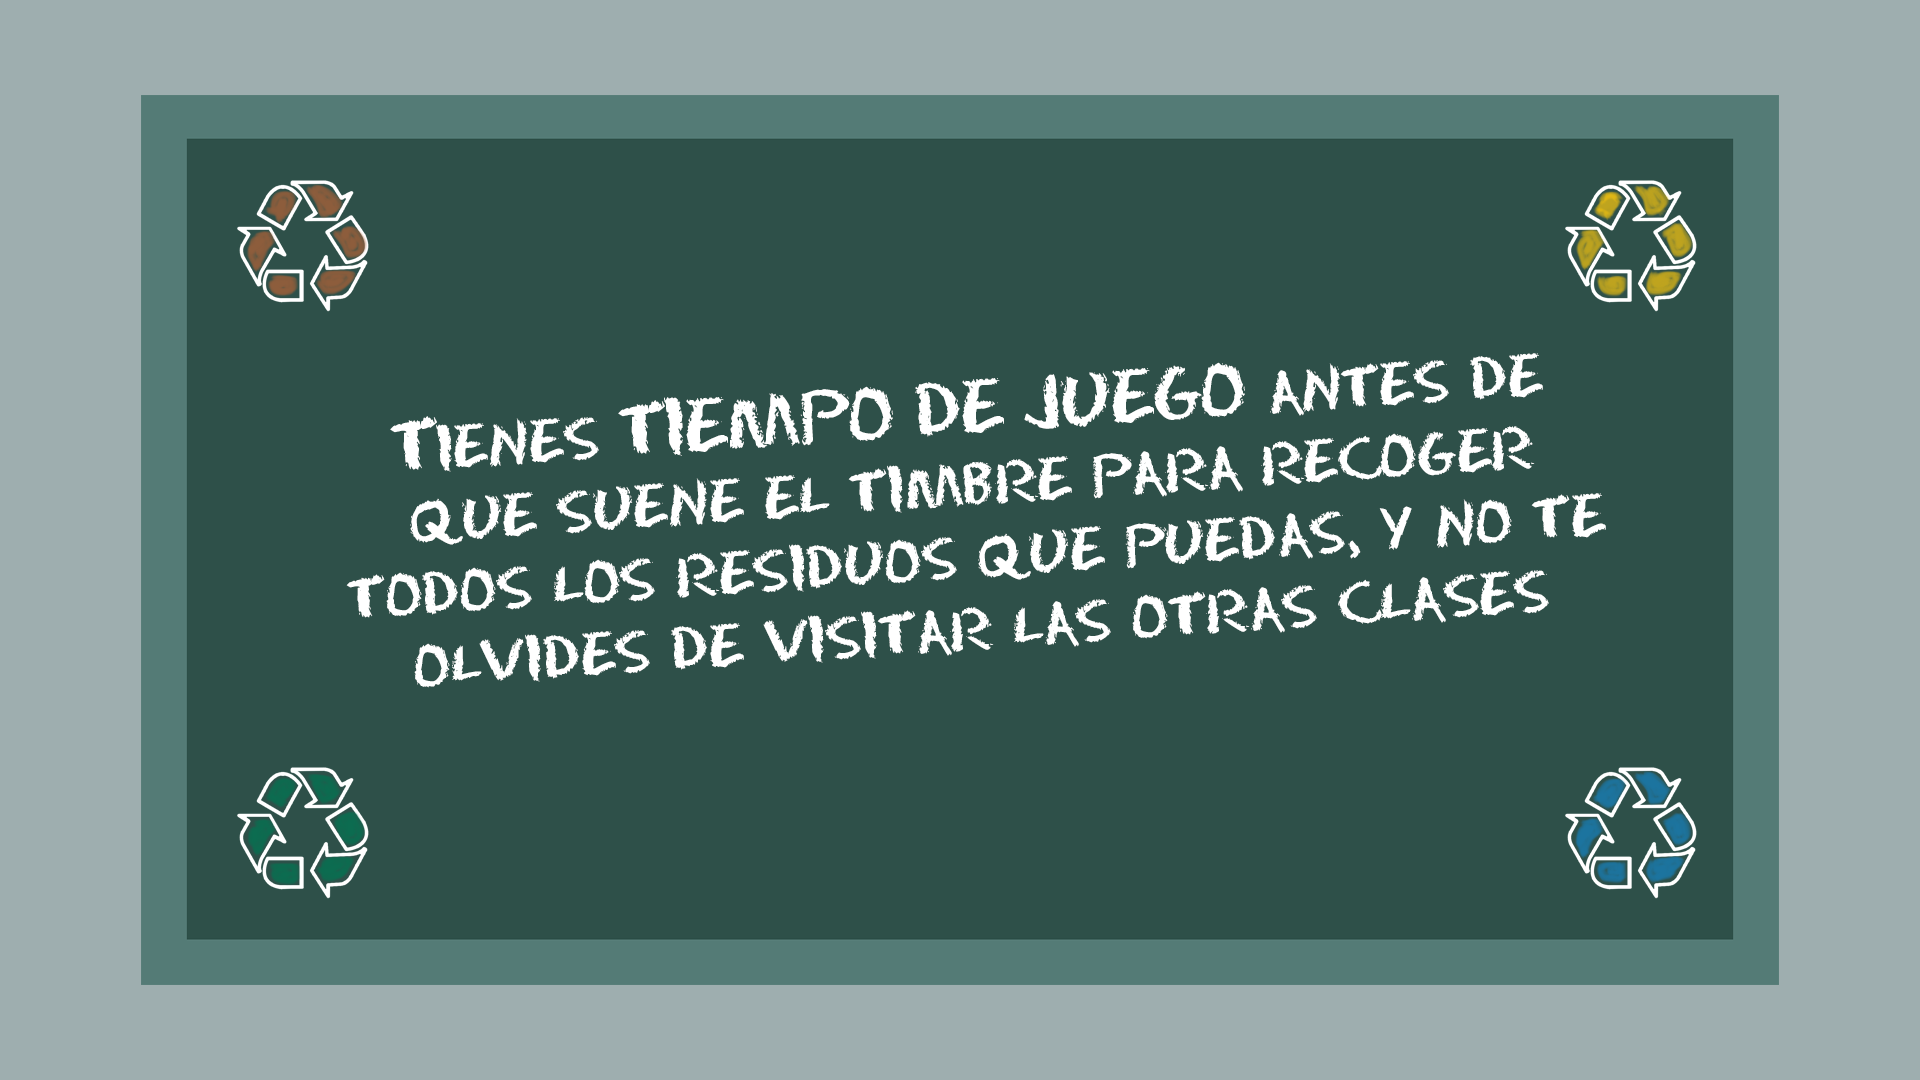 Tienes TIEMPO DE JUEGO antes de
que suene el timbre para recoger
todos los residuos que puedas, y no te
olvides de visitar las otras clases